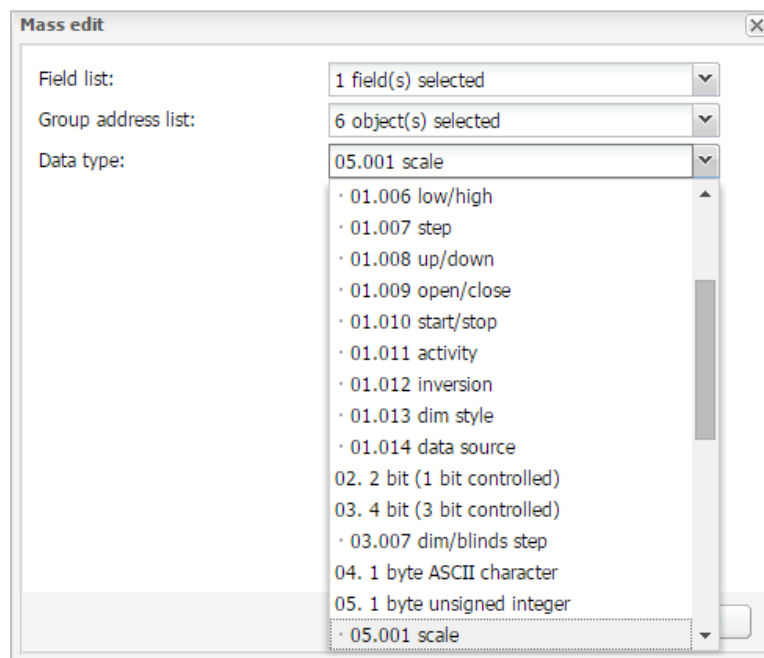 Mass edit
Field list: 1 field(s) selected
Group address list: 6 object(s) selected
Data type: 05.001 scale
· 01.006 low/high
· 01.007 step
· 01.008 up/down
· 01.009 open/close
· 01.010 start/stop
· 01.011 activity
· 01.012 inversion
· 01.013 dim style
· 01.014 data source
02. 2 bit (1 bit controlled)
03. 4 bit (3 bit controlled)
· 03.007 dim/blinds step
04. 1 byte ASCII character
05. 1 byte unsigned integer
· 05.001 scale